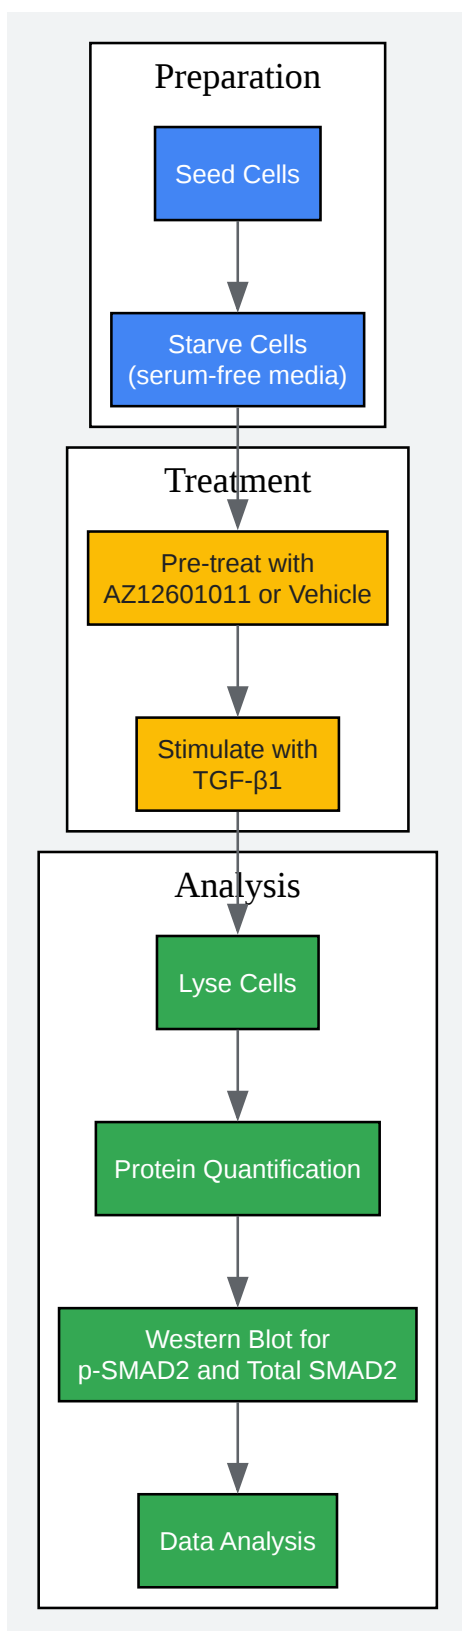 Preparation
Seed Cells
Starve Cells
(serum-free media)
Treatment
Pre-treat with
AZ12601011 or Vehicle
Stimulate with
TGF-β1
Analysis
Lyse Cells
Protein Quantification
Western Blot for
p-SMAD2 and Total SMAD2
Data Analysis